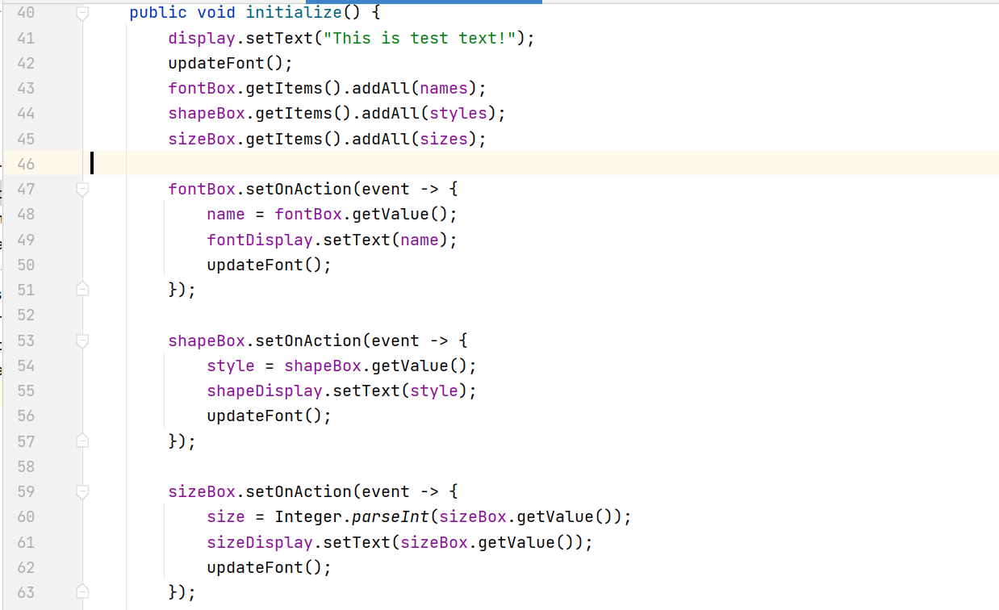 40 public void initialize() {
41 display.setText("This is test text!");
42 updateFont();
43 fontBox.getItems().addAll(names);
44 shapeBox.getItems().addAll(styles);
45 sizeBox.getItems().addAll(sizes);
46
47 fontBox.setOnAction(event -> {
48 name = fontBox.getValue();
49 fontDisplay.setText(name);
50 updateFont();
51 });
52
53 shapeBox.setOnAction(event -> {
54 style = shapeBox.getValue();
55 shapeDisplay.setText(style);
56 updateFont();
57 });
58
59 sizeBox.setOnAction(event -> {
60 size = Integer.parseInt(sizeBox.getValue());
61 sizeDisplay.setText(sizeBox.getValue());
62 updateFont();
63 });